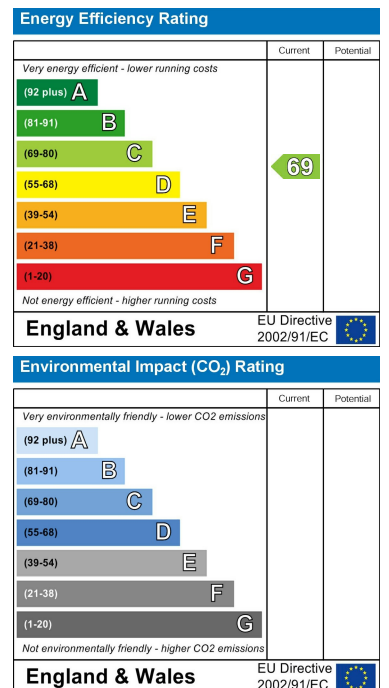 Energy Efficiency Rating
Current Potential
Very energy efficient - lower running costs
(92 plus) A
(81-91) B
(69-80) C
69
(55-68) D
(39-54) E
(21-38) F
(1-20) G
Not energy efficient - higher running costs
England & Wales
EU Directive
2002/91/EC
Environmental Impact (CO₂) Rating
Current Potential
Very environmentally friendly - lower CO2 emissions
(92 plus) A
(81-91) B
(69-80) C
(55-68) D
(39-54) E
(21-38) F
(1-20) G
Not environmentally friendly - higher CO2 emissions
England & Wales
EU Directive
2002/91/EC